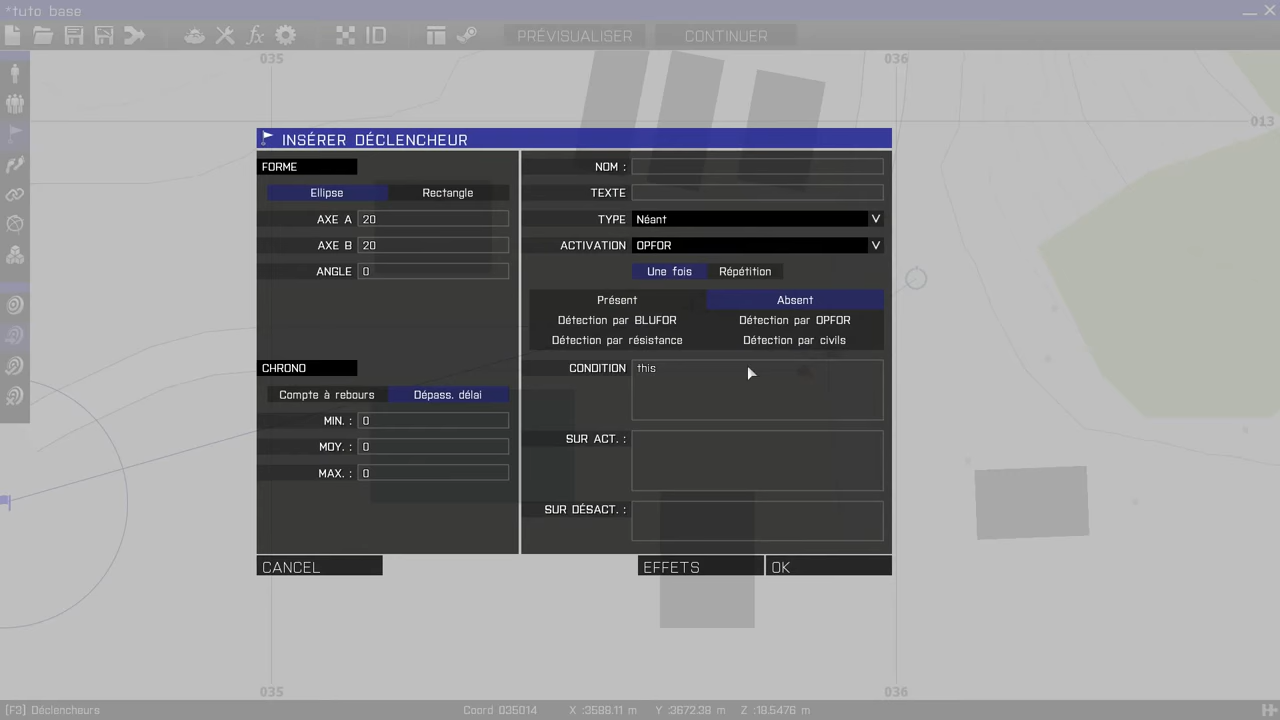 *tuto base
ID
PRÉVISUALISER
CONTINUER
035
036
013
INSÉRER DÉCLENCHEUR
FORME
Ellipse
Rectangle
AXE A
20
AXE B
20
ANGLE
0
CHRONO
Compte à rebours
Dépass. délai
MIN. :
0
MOY. :
0
MAX. :
0
NOM :
TEXTE
TYPE
Néant
ACTIVATION
OPFOR
Une fois
Répétition
Présent
Absent
Détection par BLUFOR
Détection par OPFOR
Détection par résistance
Détection par civils
CONDITION
this
SUR ACT. :
SUR DÉSACT. :
CANCEL
EFFETS
OK
035
036
[F3] Déclencheurs
Coord 035014
X :3588.11 m
Y :3672.38 m
Z :18.5476 m